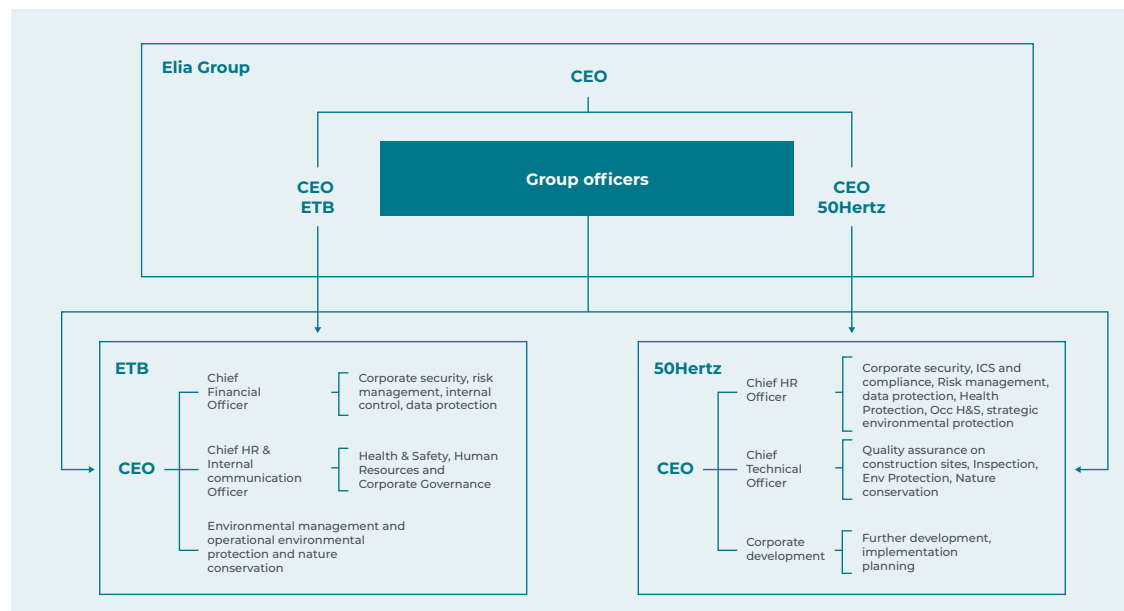 Elia Group
CEO
Group officers
CEO
ETB
CEO
50Hertz
ETB
CEO
Chief
Financial
Officer
Corporate security, risk
management, internal
control, data protection
Chief HR &
Internal
communication
Officer
Health & Safety, Human
Resources and
Corporate Governance
Environmental management and
operational environmental
protection and nature
conservation
50Hertz
CEO
Chief HR
Officer
Corporate security, ICS and
compliance, Risk management,
data protection, Health
Protection, Occ H&S, strategic
environmental protection
Chief
Technical
Officer
Quality assurance on
construction sites, Inspection,
Env Protection, Nature
conservation
Corporate
development
Further development,
implementation
planning